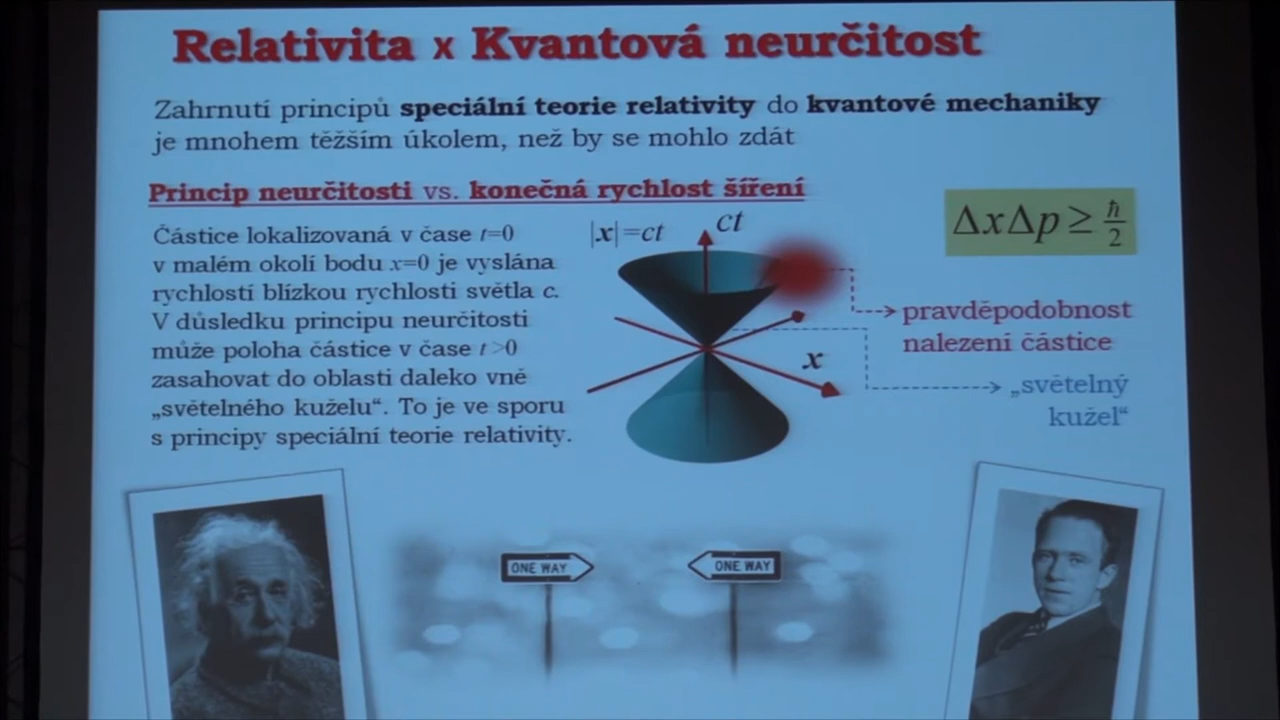 Relativita x Kvantová neurčitost
Zahrnutí principů speciální teorie relativity do kvantové mechaniky
je mnohem těžším úkolem, než by se mohlo zdát
Princip neurčitosti vs. konečná rychlost šíření
Částice lokalizovaná v čase t=0
v malém okolí bodu x=0 je vyslána
rychlostí blízkou rychlosti světla c.
V důsledku principu neurčitosti
může poloha částice v čase t>0
zasahovat do oblasti daleko vně
„světelného kuželu“. To je ve sporu
s principy speciální teorie relativity.
|x|=ct
ct
x
ΔxΔp ≥ ħ/2
pravděpodobnost
nalezení částice
„světelný
kužel“
ONE WAY
ONE WAY